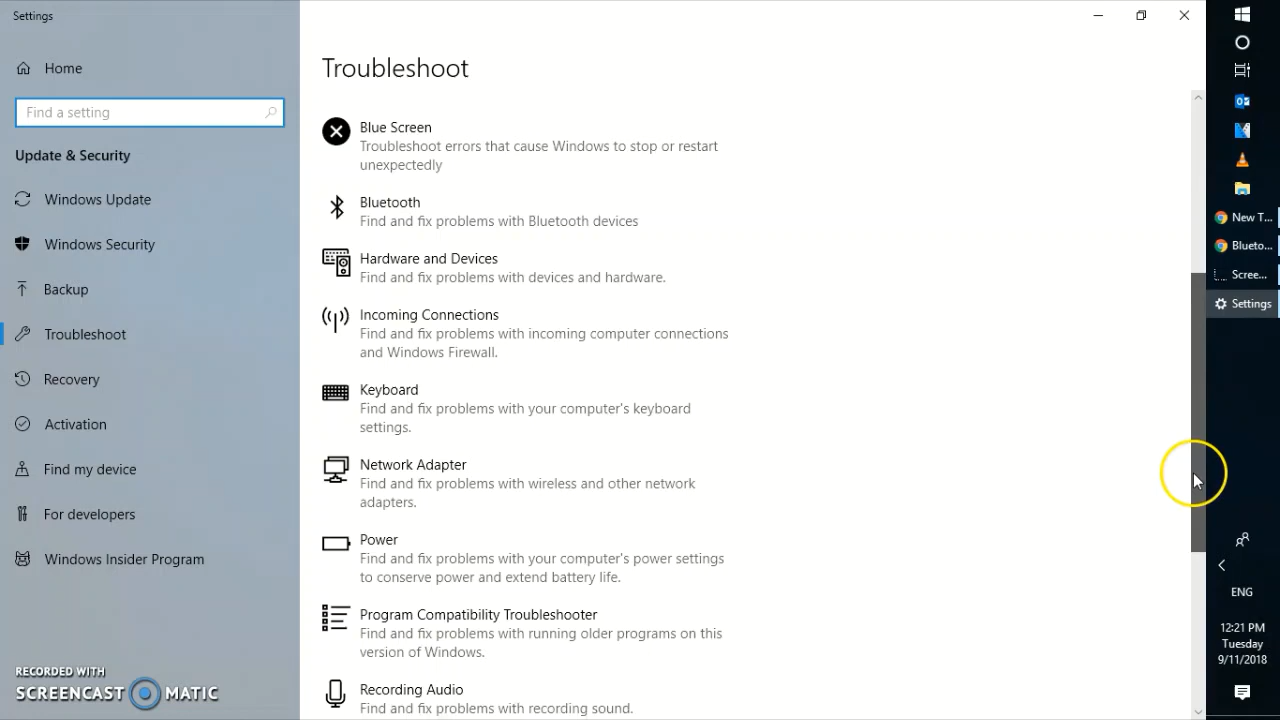 Settings
Home
Find a setting
Update & Security
Windows Update
Windows Security
Backup
Troubleshoot
Recovery
Activation
Find my device
For developers
Windows Insider Program
RECORDED WITH
SCREENCAST MATIC
Troubleshoot
Blue Screen
Troubleshoot errors that cause Windows to stop or restart
unexpectedly
Bluetooth
Find and fix problems with Bluetooth devices
Hardware and Devices
Find and fix problems with devices and hardware.
Incoming Connections
Find and fix problems with incoming computer connections
and Windows Firewall.
Keyboard
Find and fix problems with your computer's keyboard
settings.
Network Adapter
Find and fix problems with wireless and other network
adapters.
Power
Find and fix problems with your computer's power settings
to conserve power and extend battery life.
Program Compatibility Troubleshooter
Find and fix problems with running older programs on this
version of Windows.
Recording Audio
Find and fix problems with recording sound.
New T...
Blueto...
Scree...
Settings
ENG
12:21 PM
Tuesday
9/11/2018